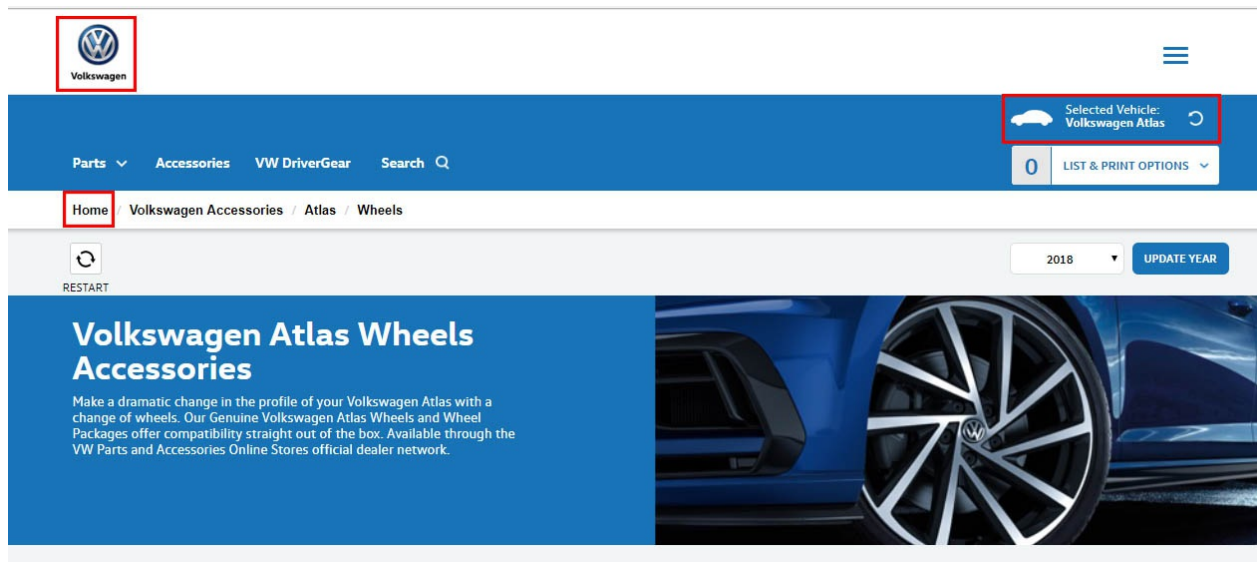 Volkswagen
Selected Vehicle:
Volkswagen Atlas
Parts Accessories VW DriverGear Search
0 LIST & PRINT OPTIONS
Home / Volkswagen Accessories / Atlas / Wheels
2018 UPDATE YEAR
RESTART
Volkswagen Atlas Wheels
Accessories
Make a dramatic change in the profile of your Volkswagen Atlas with a
change of wheels. Our Genuine Volkswagen Atlas Wheels and Wheel
Packages offer compatibility straight out of the box. Available through the
VW Parts and Accessories Online Stores official dealer network.